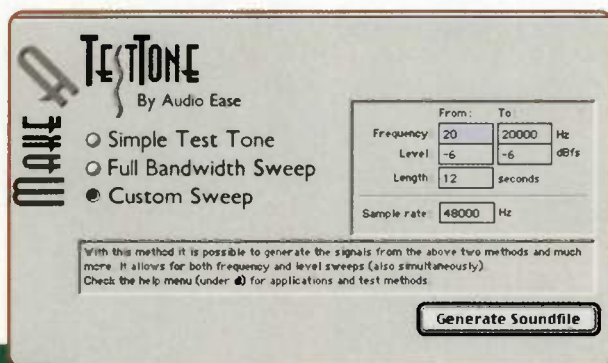 MAKE
TESTTONE
By Audio Ease
Simple Test Tone
Full Bandwidth Sweep
Custom Sweep
From: To:
Frequency 20 20000 Hz
Level -6 -6 dBfs
Length 12 seconds
Sample rate 48000 Hz
With this method it is possible to generate the signals from the above two methods and much
more. It allows for both frequency and level sweeps (also simultaneously)
Check the help menu (under ) for applications and test methods
Generate Soundfile